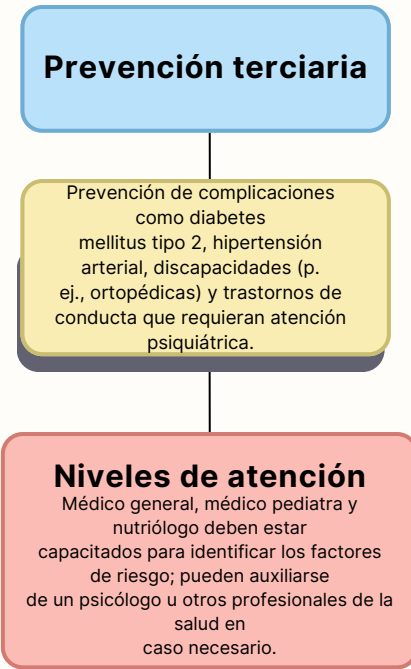 Prevención terciaria
Prevención de complicaciones
como diabetes
mellitus tipo 2, hipertensión
arterial, discapacidades (p.
ej., ortopédicas) y trastornos de
conducta que requieran atención
psiquiátrica.
Niveles de atención
Médico general, médico pediatra y
nutriólogo deben estar
capacitados para identificar los factores
de riesgo; pueden auxiliarse
de un psicólogo u otros profesionales de la
salud en
caso necesario.